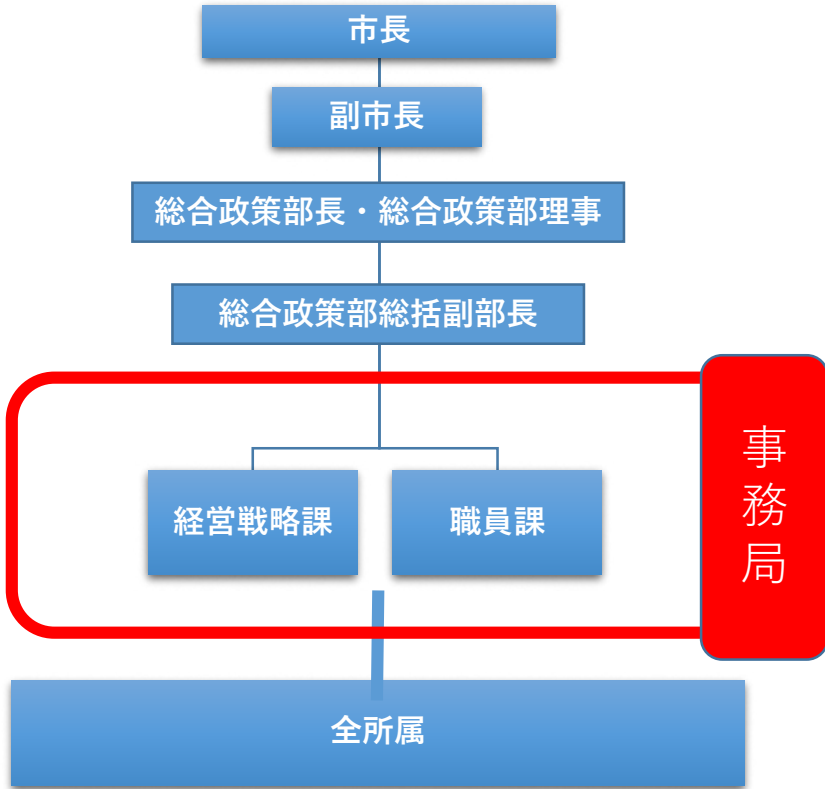 市長
副市長
総合政策部長・総合政策部理事
総合政策部総括副部長
事務局
経営戦略課
職員課
全所属